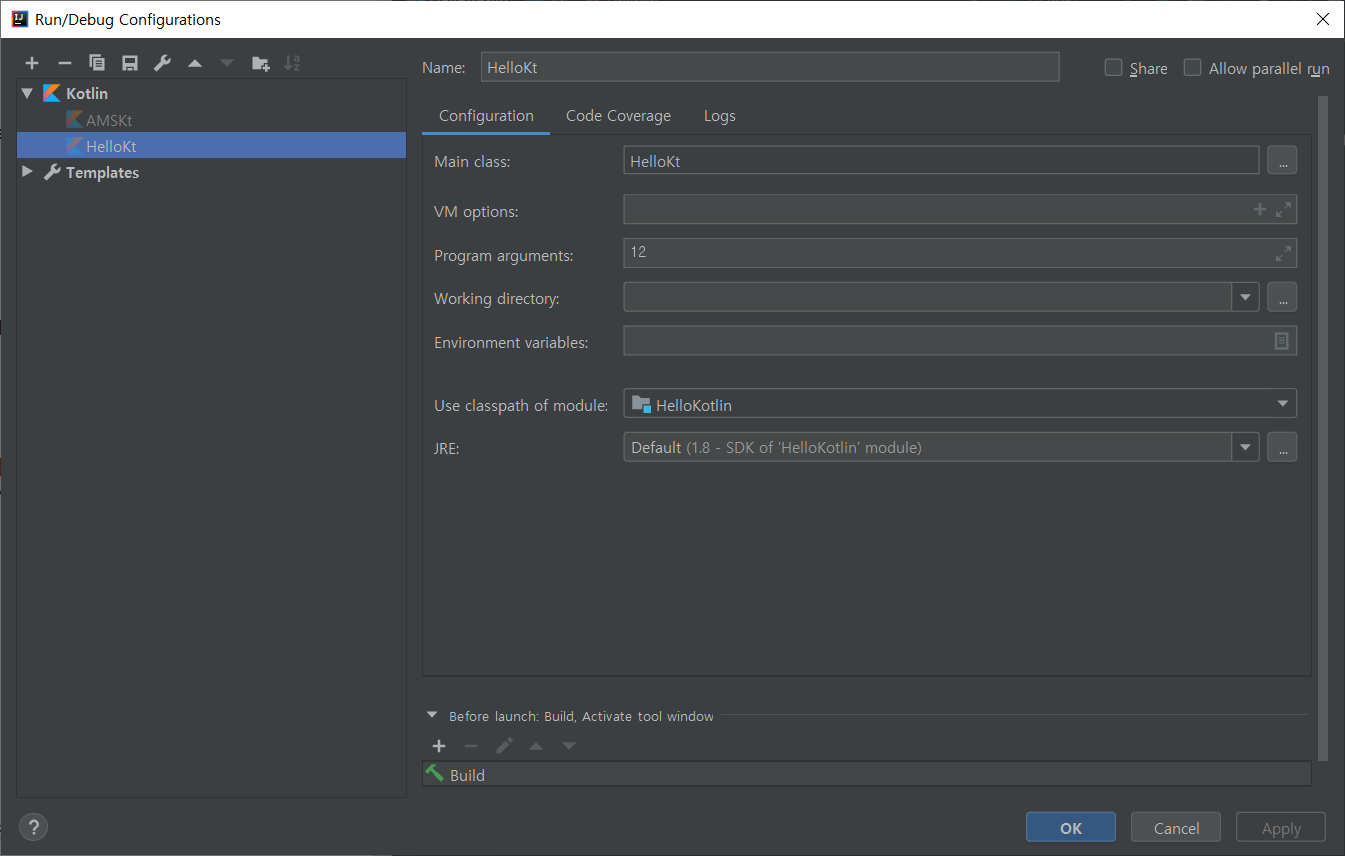 Run/Debug Configurations
Name: HelloKt Share Allow parallel run
Kotlin
AMSKt
HelloKt
Templates
Configuration Code Coverage Logs
Main class: HelloKt ...
VM options:
Program arguments: 12
Working directory: ...
Environment variables:
Use classpath of module: HelloKotlin
JRE: Default (1.8 - SDK of 'HelloKotlin' module) ...
Before launch: Build, Activate tool window
Build
? OK Cancel Apply